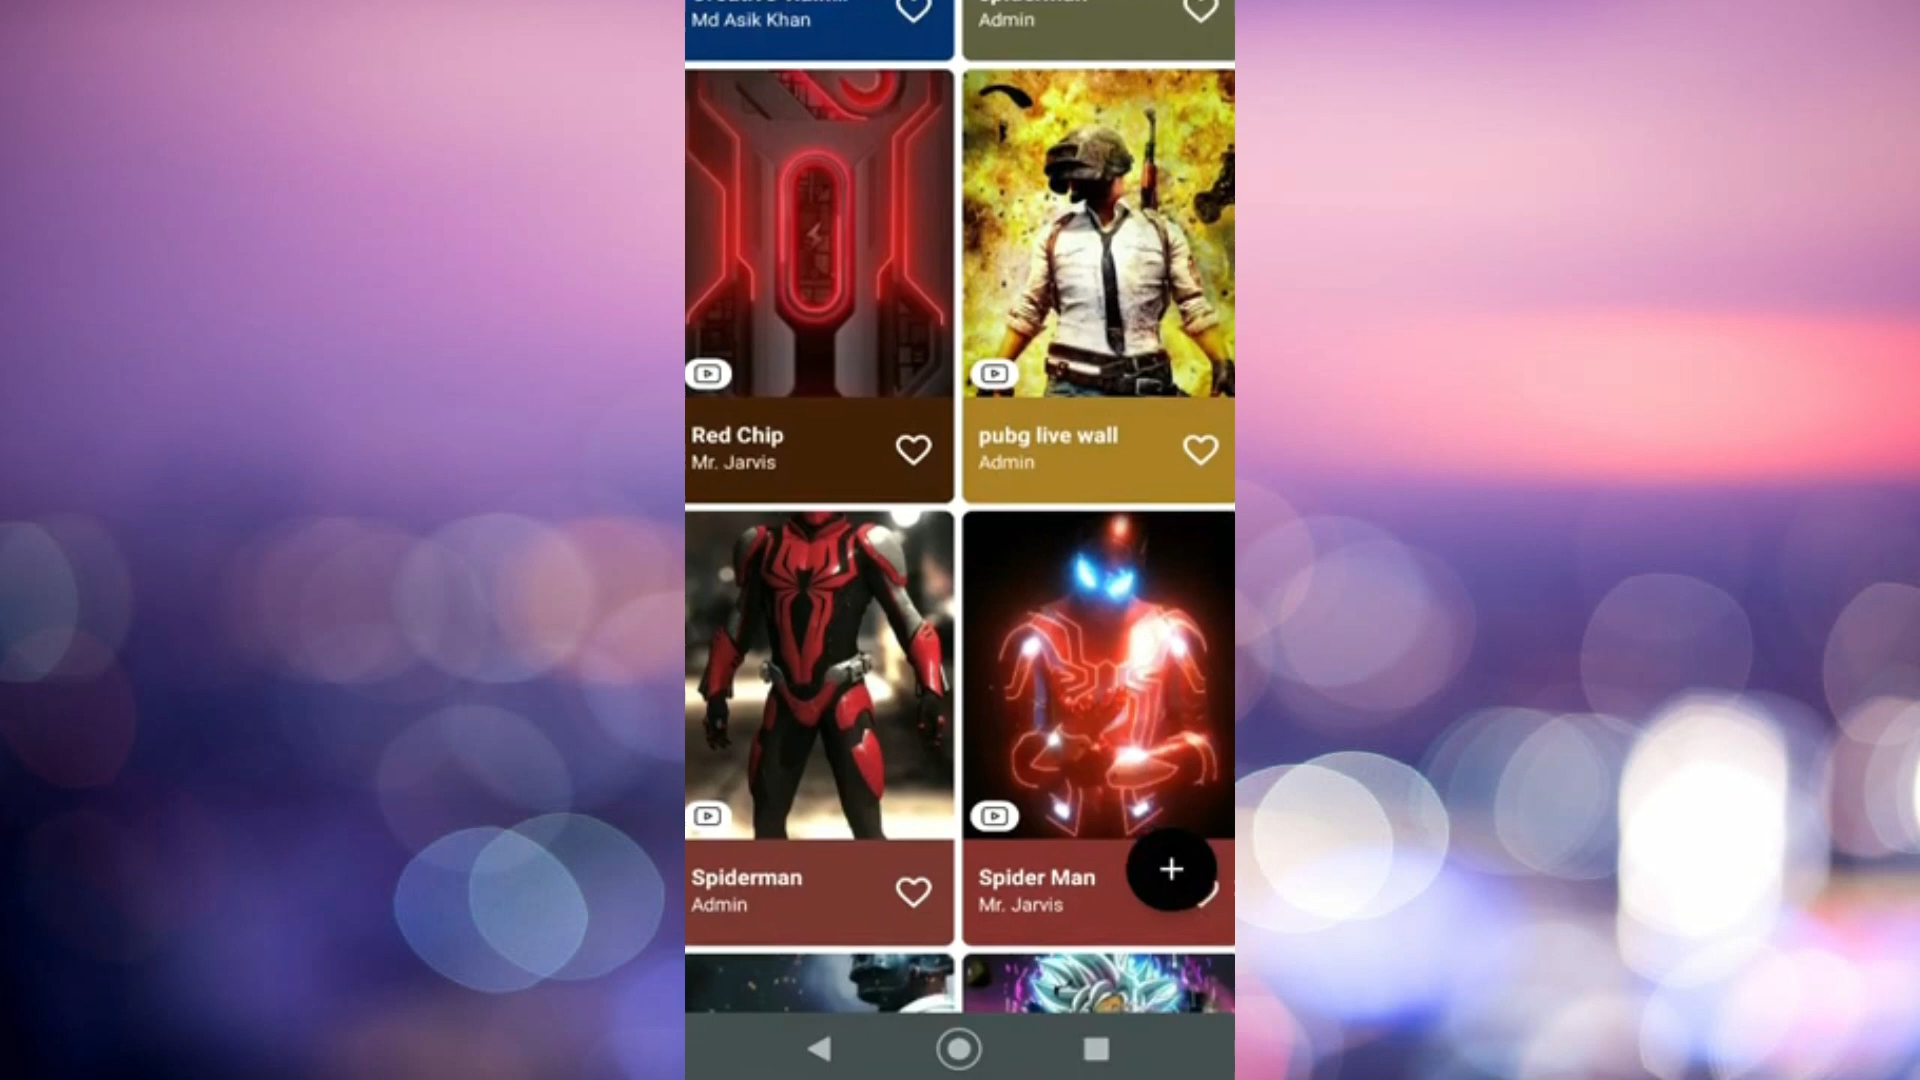 Md Asik Khan
Admin
Red Chip
Mr. Jarvis
pubg live wall
Admin
Spiderman
Admin
Spider Man
Mr. Jarvis